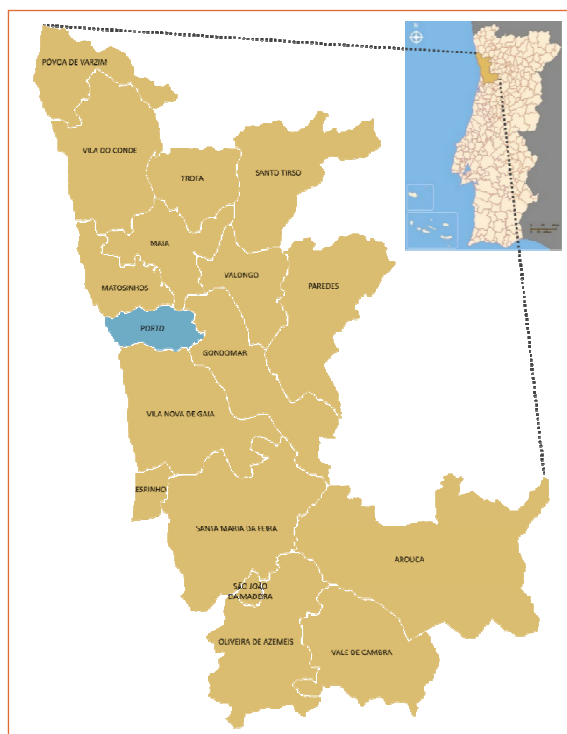 PÓVOA DE VARZIM
VILA DO CONDE
TROFA
SANTO TIRSO
MAIA
VALONGO
MATOSINHOS
PAREDES
PORTO
GONDOMAR
VILA NOVA DE GAIA
ESPINHO
SANTA MARIA DA FEIRA
AROUCA
SÃO JOÃO
DA MADEIRA
OLIVEIRA DE AZEMÉIS
VALE DE CAMBRA